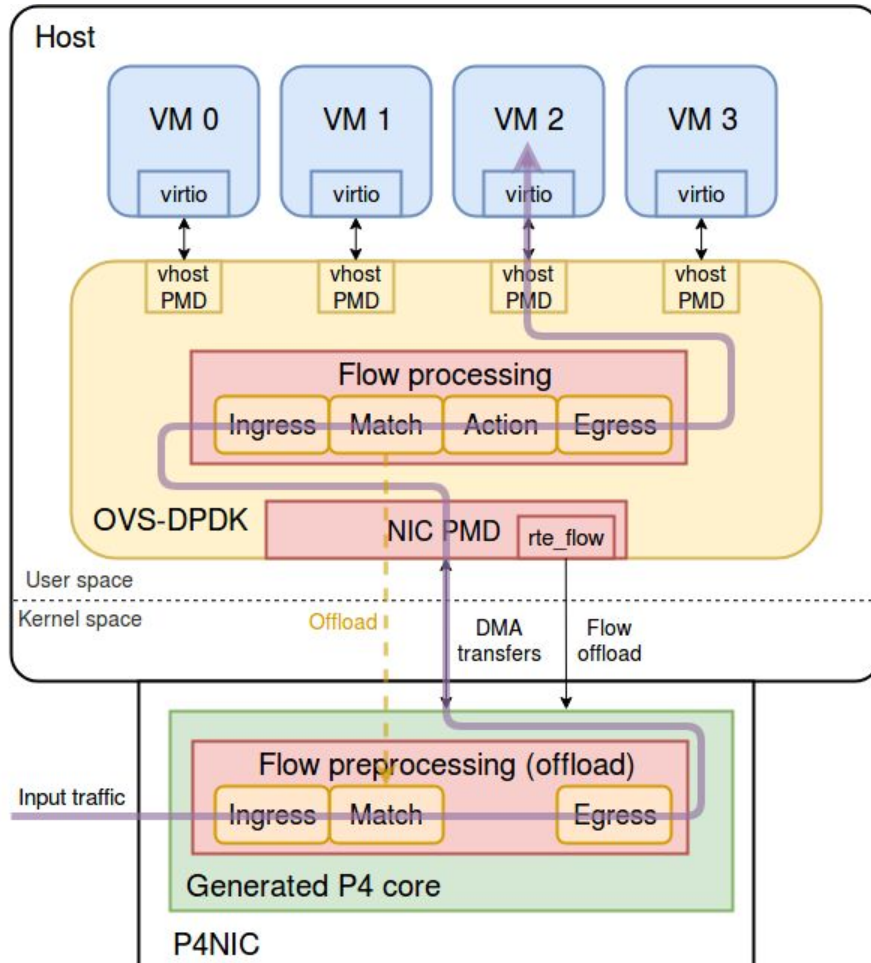 Host
VM 0
VM 1
VM 2
VM 3
virtio
virtio
virtio
virtio
vhost
PMD
vhost
PMD
vhost
PMD
vhost
PMD
Flow processing
Ingress
Match
Action
Egress
OVS-DPDK
NIC PMD
rte_flow
User space
Kernel space
Offload
DMA
transfers
Flow
offload
Flow preprocessing (offload)
Input traffic
Ingress
Match
Egress
Generated P4 core
P4NIC